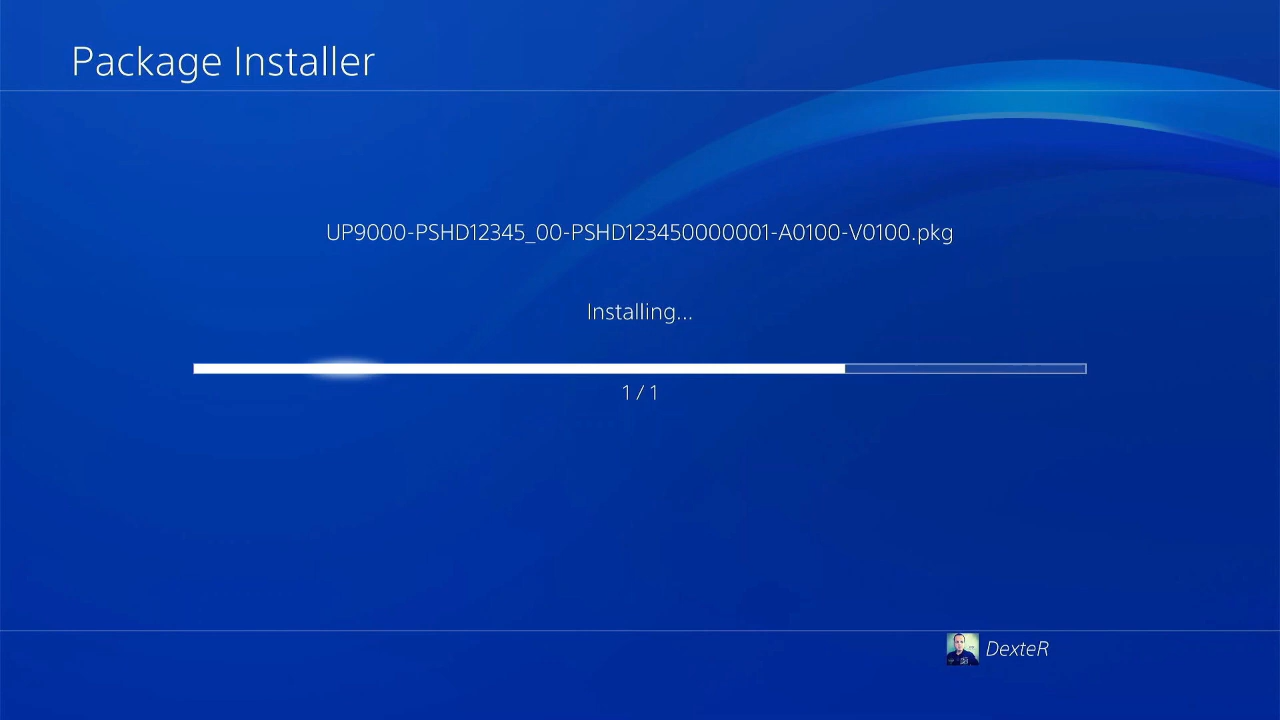 Package Installer
UP9000-PSHD12345_00-PSHD123450000001-A0100-V0100.pkg
Installing...
1 / 1
DexteR